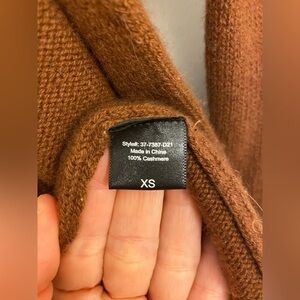 Style#: 37-7387-D21
Made in China
100% Cashmere
XS